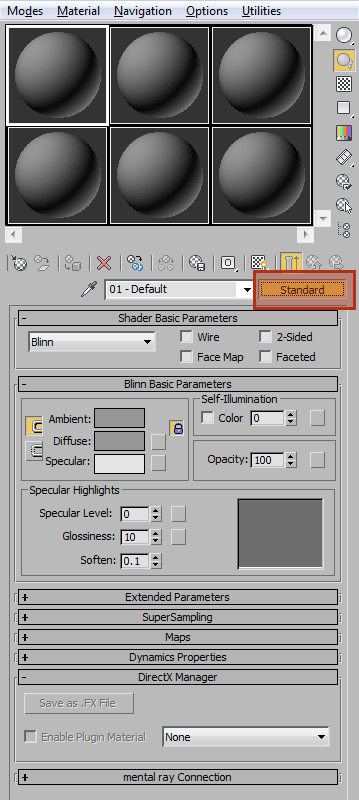 Modes Material Navigation Options Utilities
01 - Default Standard
- Shader Basic Parameters
Blinn Wire 2-Sided
Face Map Faceted
- Blinn Basic Parameters
Self-Illumination
Ambient: Color 0
Diffuse:
Specular: Opacity: 100
Specular Highlights
Specular Level: 0
Glossiness: 10
Soften: 0.1
+ Extended Parameters
+ SuperSampling
+ Maps
+ Dynamics Properties
- DirectX Manager
Save as .FX File
Enable Plugin Material None
+ mental ray Connection